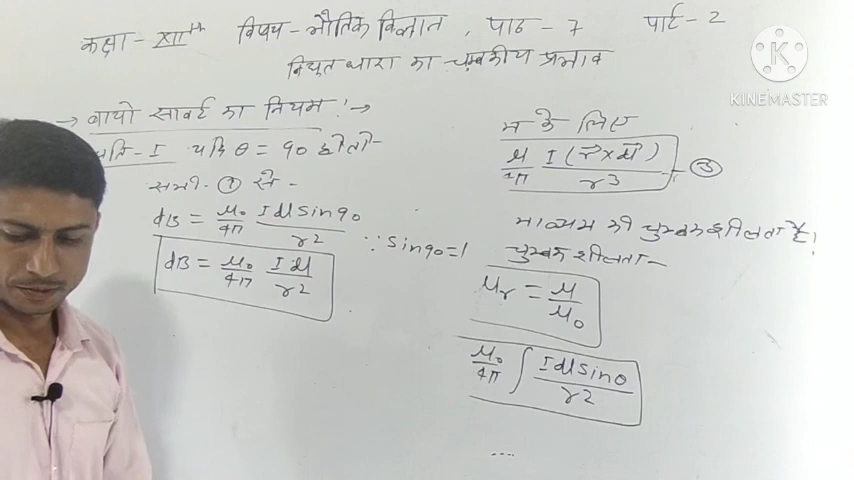 कक्षा - XII th विषय - भौतिक विज्ञान, पाठ - 7 पार्ट - 2
विद्युत धारा का चुम्बकीय प्रभाव
→ बायो सावर्ट का नियम :→
I यदि θ = 90 हो तो -
समी. ① से -
dB = μ₀/4π Idl sin90/r2
∵ sin90 = 1
dB = μ₀/4π Idl/r2
म के लिए
μ/4π I(r⃗×dl⃗)/r3 - ③
माध्यम की चुम्बकशीलता है।
चुम्बकशीलता -
μr = μ/μ₀
μ₀/4π ∫ Idl sinθ/r2
....
K
KINEMASTER